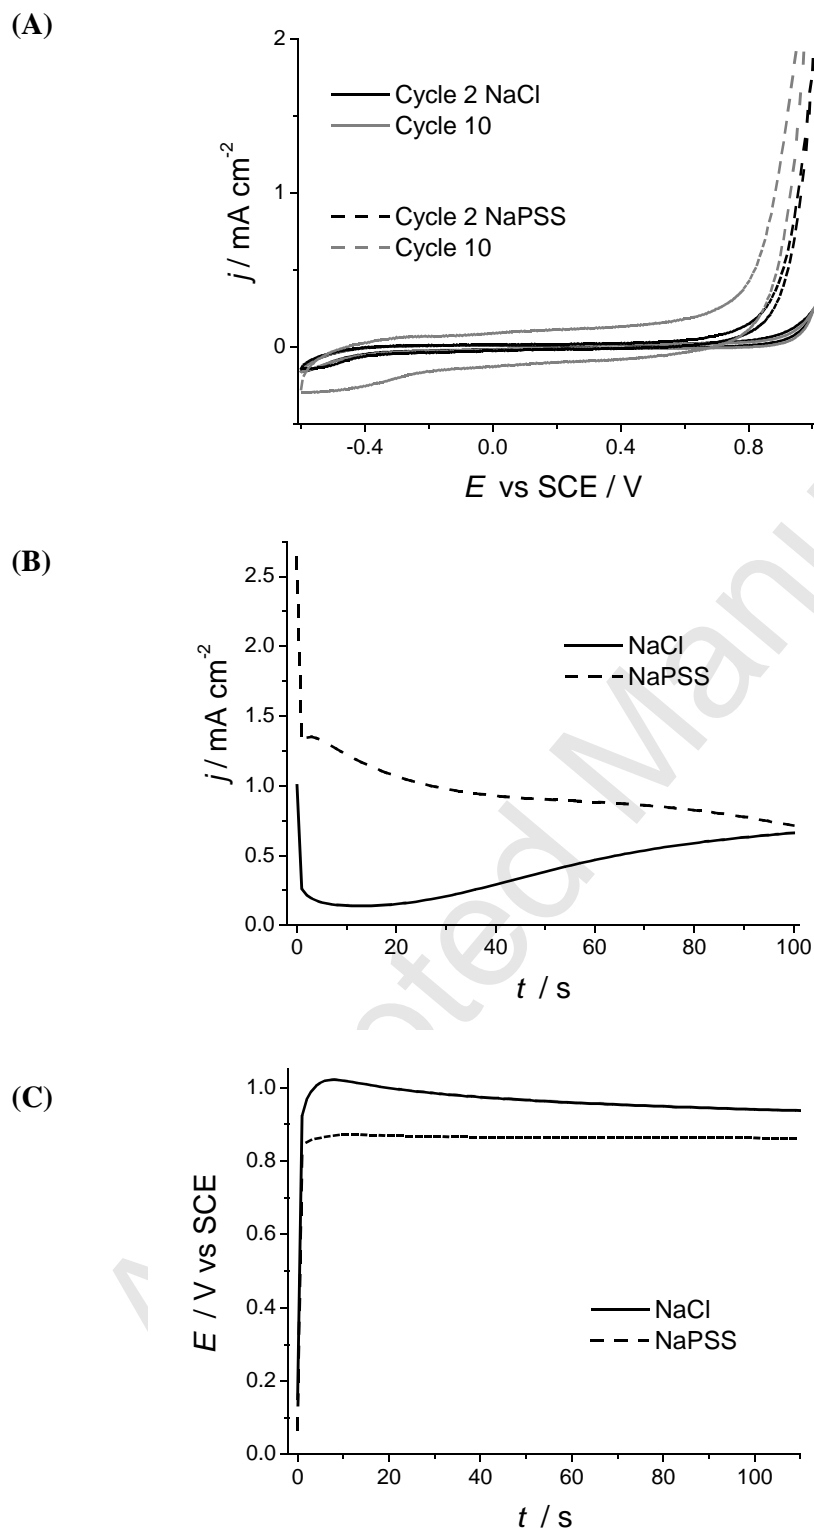 (A)
2
1
0
Cycle 2 NaCl
Cycle 10
Cycle 2 NaPSS
Cycle 10
j / mA cm-2
-0.4 0.0 0.4 0.8
E vs SCE / V
(B)
2.5
2.0
1.5
1.0
0.5
0.0
NaCl
NaPSS
j / mA cm-2
0 20 40 60 80 100
t / s
(C)
1.0
0.8
0.6
0.4
0.2
0.0
E / V vs SCE
NaCl
NaPSS
0 20 40 60 80 100
t / s